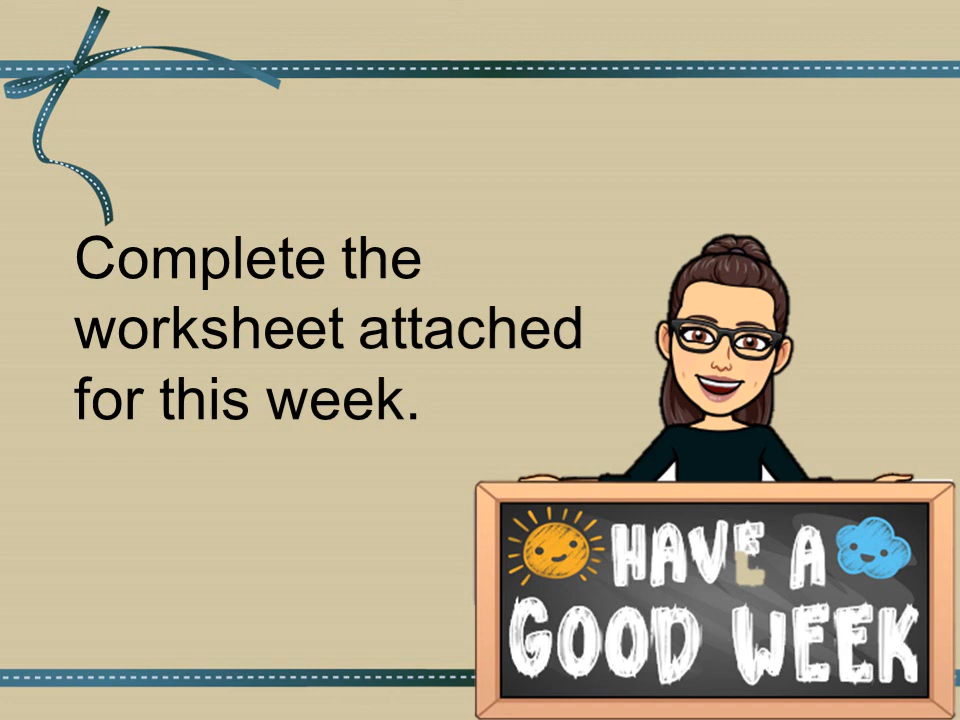 Complete the
worksheet attached
for this week.
HAVE A
GOOD WEEK